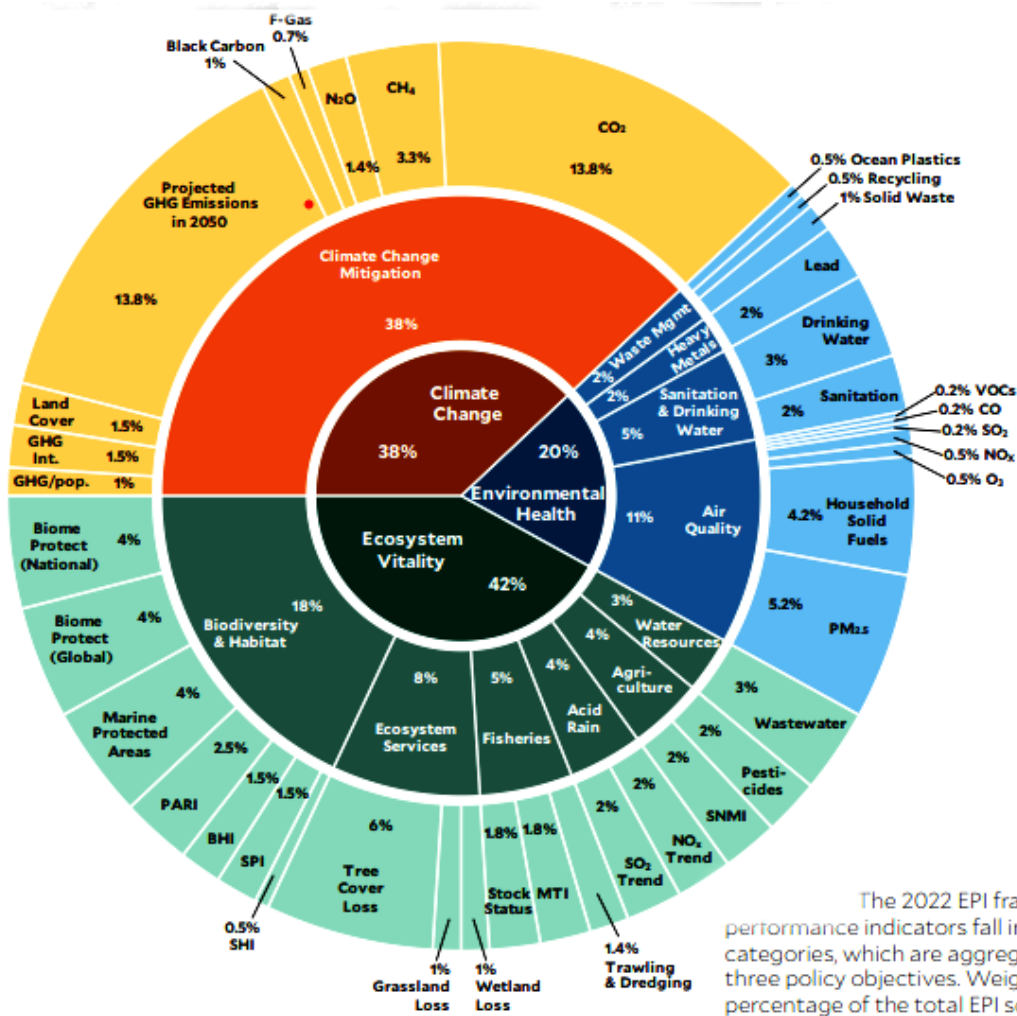 F-Gas
0.7%
Black Carbon
1%
N₂O
1.4%
CH₄
3.3%
CO₂
13.8%
Projected
GHG Emissions
in 2050
13.8%
Land
Cover
1.5%
GHG
Int.
1.5%
GHG/pop.
1%
0.5% Ocean Plastics
0.5% Recycling
1% Solid Waste
Lead
2%
Drinking
Water
3%
Sanitation
2%
0.2% VOCs
0.2% CO
0.2% SO₂
0.5% NOₓ
0.5% O₃
4.2%
Household
Solid
Fuels
5.2%
PM₂.₅
Climate Change
Mitigation
38%
Waste Mgmt
2%
Heavy
Metals
2%
Sanitation
& Drinking
Water
5%
11%
Air
Quality
Climate
Change
38%
20%
Environmental
Health
Ecosystem
Vitality
42%
18%
Biodiversity
& Habitat
8%
Ecosystem
Services
5%
Fisheries
4%
Acid
Rain
4%
Agri-
culture
3%
Water
Resources
Biome
Protect
(National)
4%
Biome
Protect
(Global)
4%
Marine
Protected
Areas
4%
PARI
2.5%
BHI
1.5%
SPI
1.5%
0.5%
SHI
6%
Tree
Cover
Loss
1%
Grassland
Loss
1%
Wetland
Loss
1.8%
Stock
Status
1.8%
MTI
1.4%
Trawling
& Dredging
2%
SO₂
Trend
2%
NOₓ
Trend
2%
SNMI
2%
Pesti-
cides
3%
Wastewater
The 2022 EPI fra
performance indicators fall in
categories, which are aggreg
three policy objectives. Weig
percentage of the total EPI s